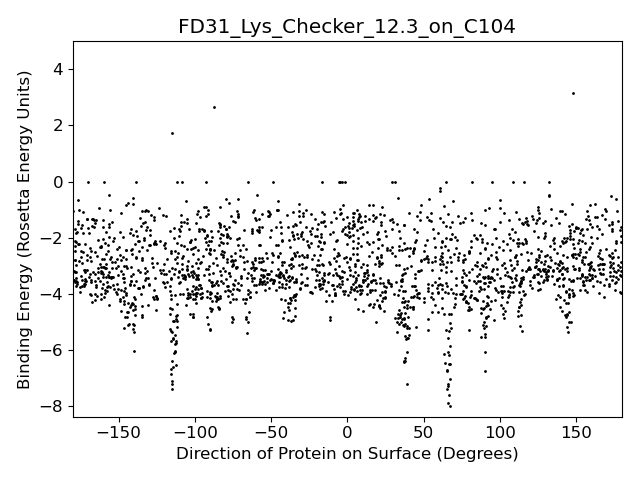 FD31_Lys_Checker_12.3_on_C104
Binding Energy (Rosetta Energy Units)
4
2
0
−2
−4
−6
−8
−150 −100 −50 0 50 100 150
Direction of Protein on Surface (Degrees)